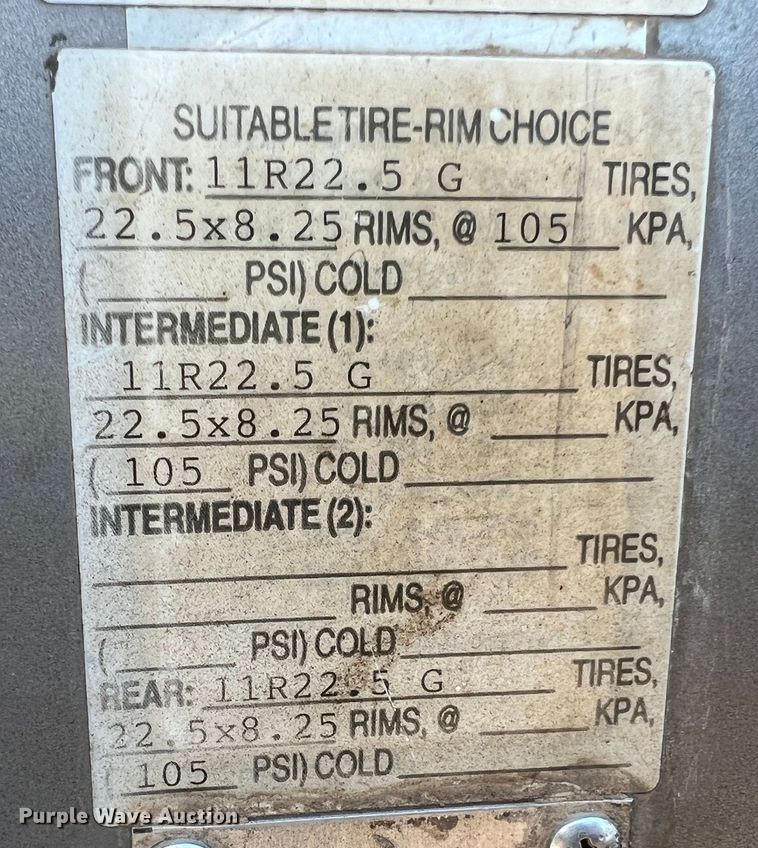 SUITABLE TIRE-RIM CHOICE
FRONT: 11R22.5 G TIRES,
22.5x8.25 RIMS, @ 105 KPA,
( PSI) COLD
INTERMEDIATE (1):
11R22.5 G TIRES,
22.5x8.25 RIMS, @ KPA,
( 105 PSI) COLD
INTERMEDIATE (2):
TIRES,
RIMS, @ KPA,
( PSI) COLD
REAR: 11R22.5 G TIRES,
22.5x8.25 RIMS, @ KPA,
( 105 PSI) COLD
Purple Wave Auction